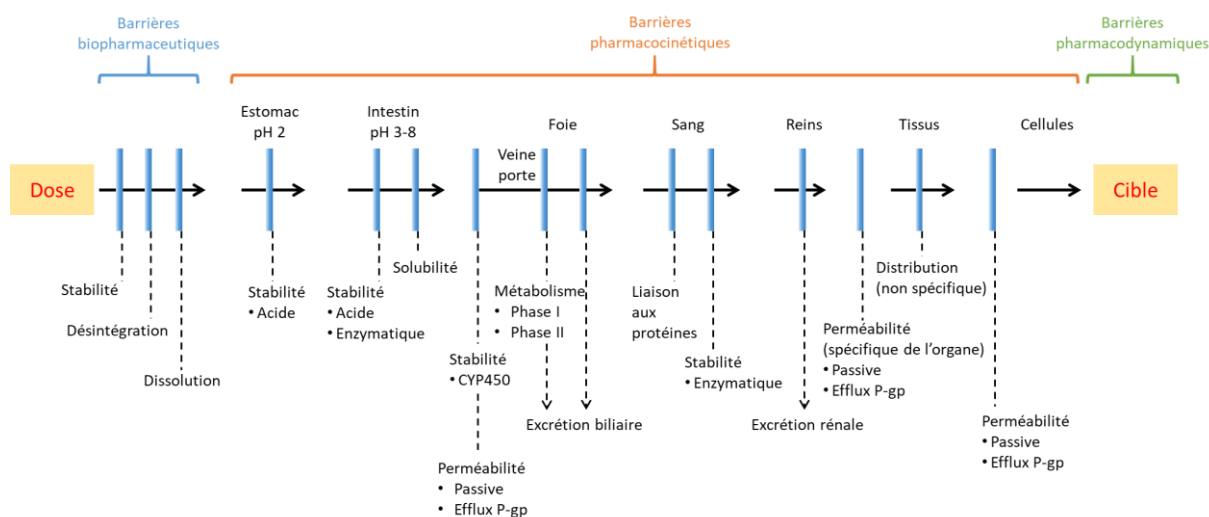 Barrières
biopharmaceutiques
Barrières
pharmacocinétiques
Barrières
pharmacodynamiques
Estomac
pH 2
Intestin
pH 3-8
Foie
Sang
Reins
Tissus
Cellules
Veine
porte
Dose
Cible
Stabilité
Désintégration
Dissolution
Stabilité
• Acide
Stabilité
• Acide
• Enzymatique
Solubilité
Stabilité
• CYP450
Perméabilité
• Passive
• Efflux P-gp
Métabolisme
• Phase I
• Phase II
Excrétion biliaire
Liaison
aux
protéines
Stabilité
• Enzymatique
Excrétion rénale
Perméabilité
(spécifique de l'organe)
• Passive
• Efflux P-gp
Distribution
(non spécifique)
Perméabilité
• Passive
• Efflux P-gp